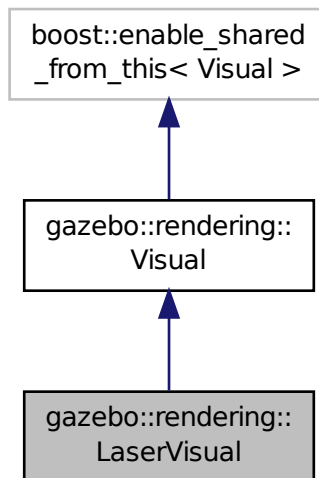 boost::enable_shared
_from_this< Visual >
gazebo::rendering::
Visual
gazebo::rendering::
LaserVisual